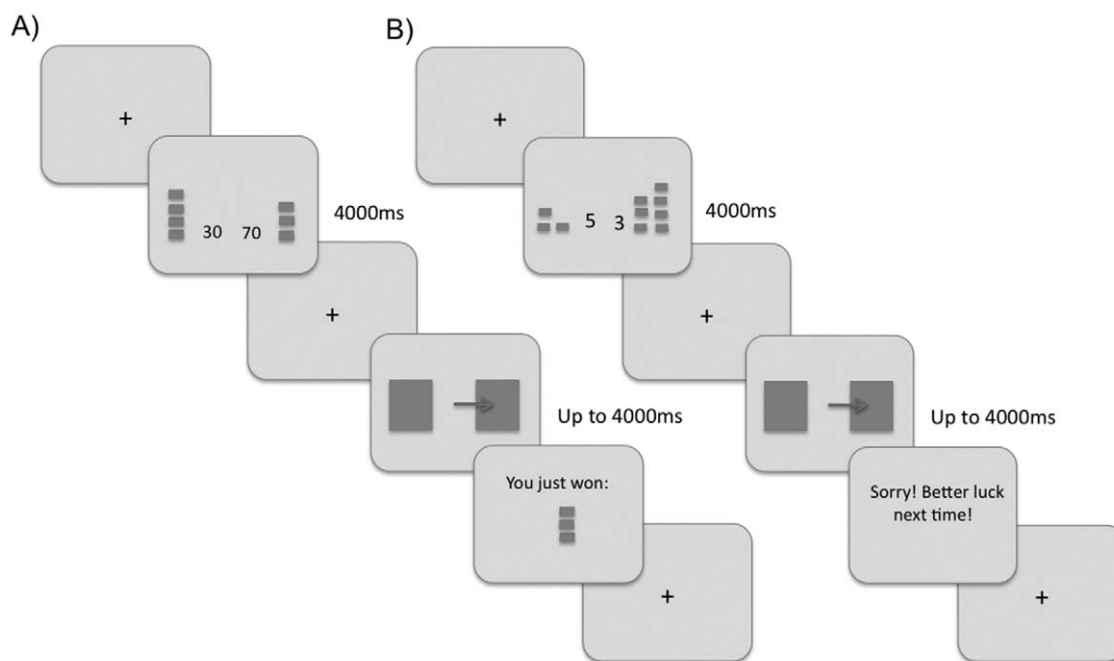 A)
+
30 70
4000ms
+
Up to 4000ms
You just won:
+
B)
+
5 3
4000ms
+
Up to 4000ms
Sorry! Better luck
next time!
+